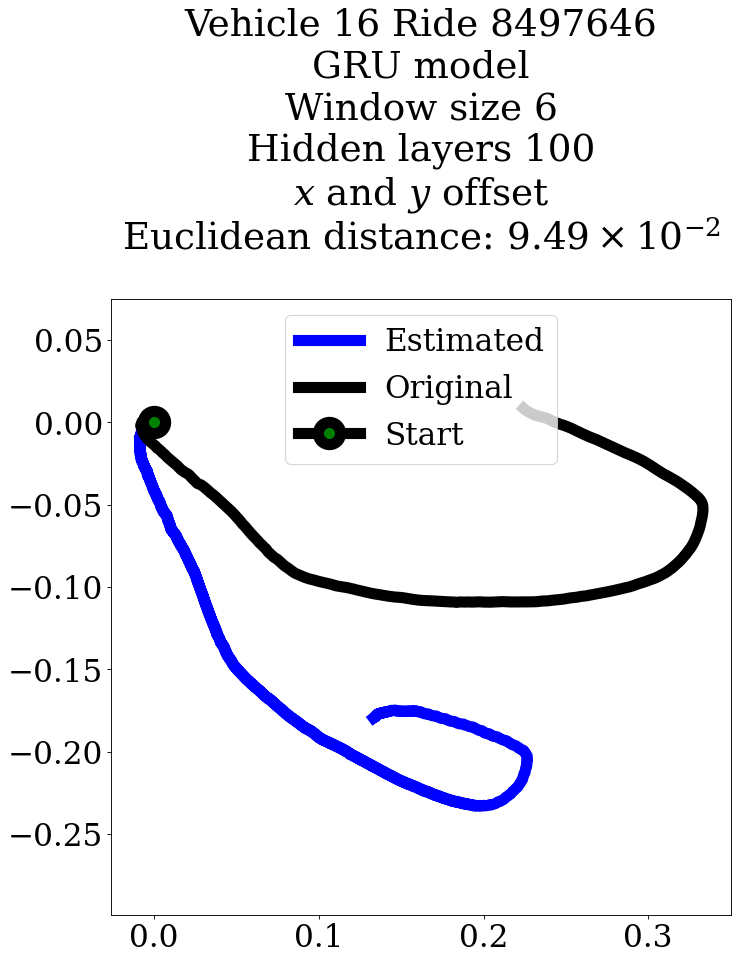 Vehicle 16 Ride 8497646
GRU model
Window size 6
Hidden layers 100
x and y offset
Euclidean distance: 9.49 × 10⁻²
Estimated
Original
Start
0.05
0.00
−0.05
−0.10
−0.15
−0.20
−0.25
0.0 0.1 0.2 0.3